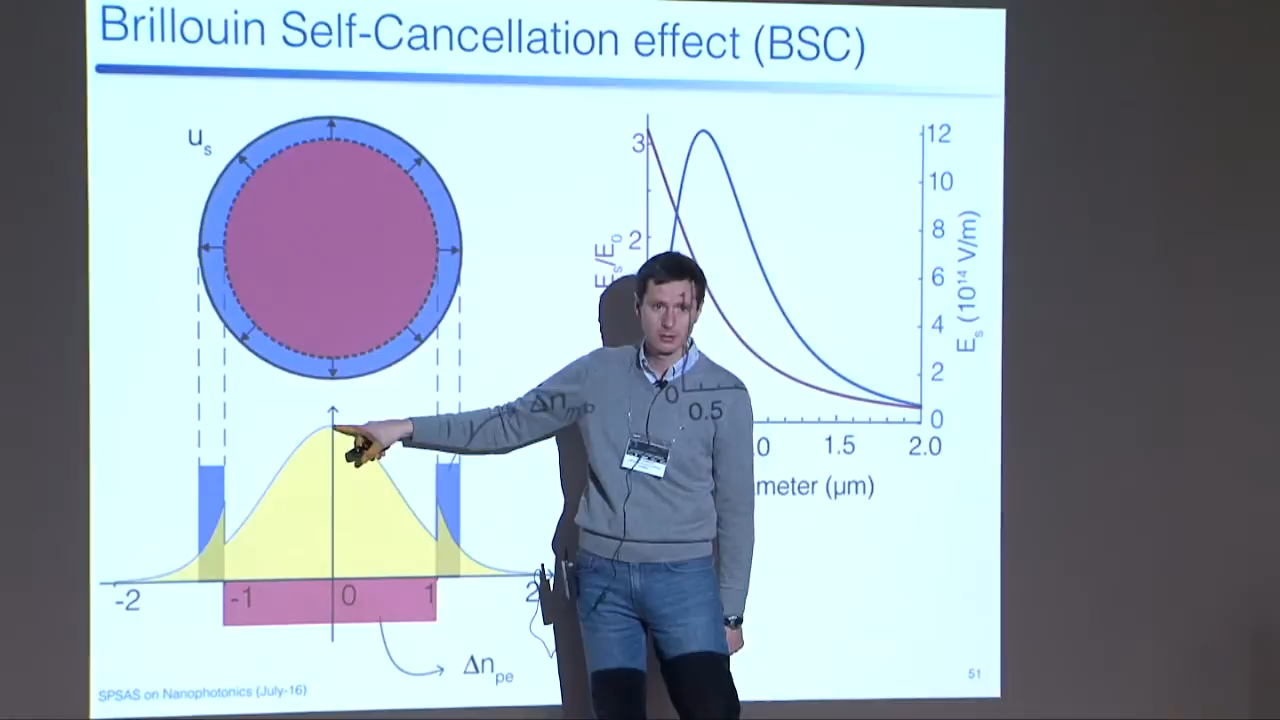 Brillouin Self-Cancellation effect (BSC)
u s
Δn
-2 -1 0 1 2
Δn pe
SPSAS on Nanophotonics (July-16)
3
2
1
0
E s /E 0
12
10
8
6
4
2
0
E s (10 14 V/m)
0.5 1.5 2.0
(μm)
51